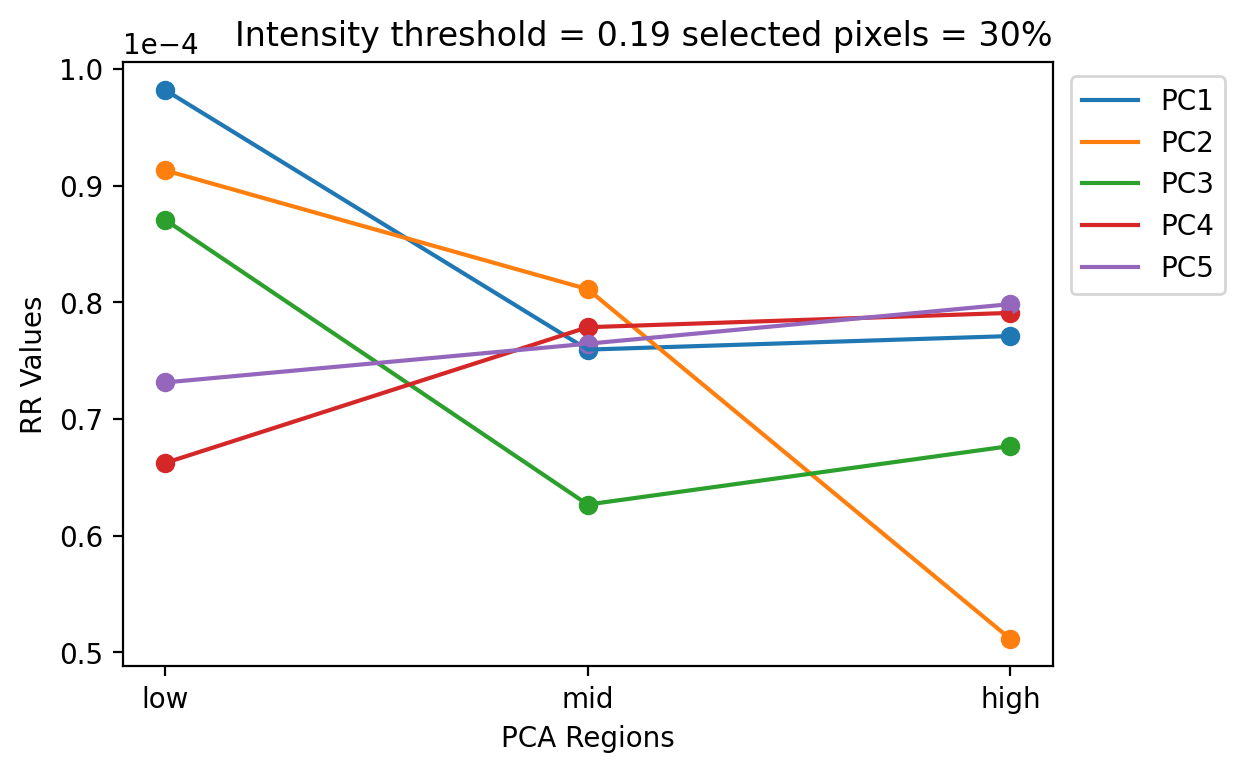 Intensity threshold = 0.19 selected pixels = 30%
1e−4
1.0
0.9
0.8
0.7
0.6
0.5
RR Values
low mid high
PCA Regions
PC1
PC2
PC3
PC4
PC5